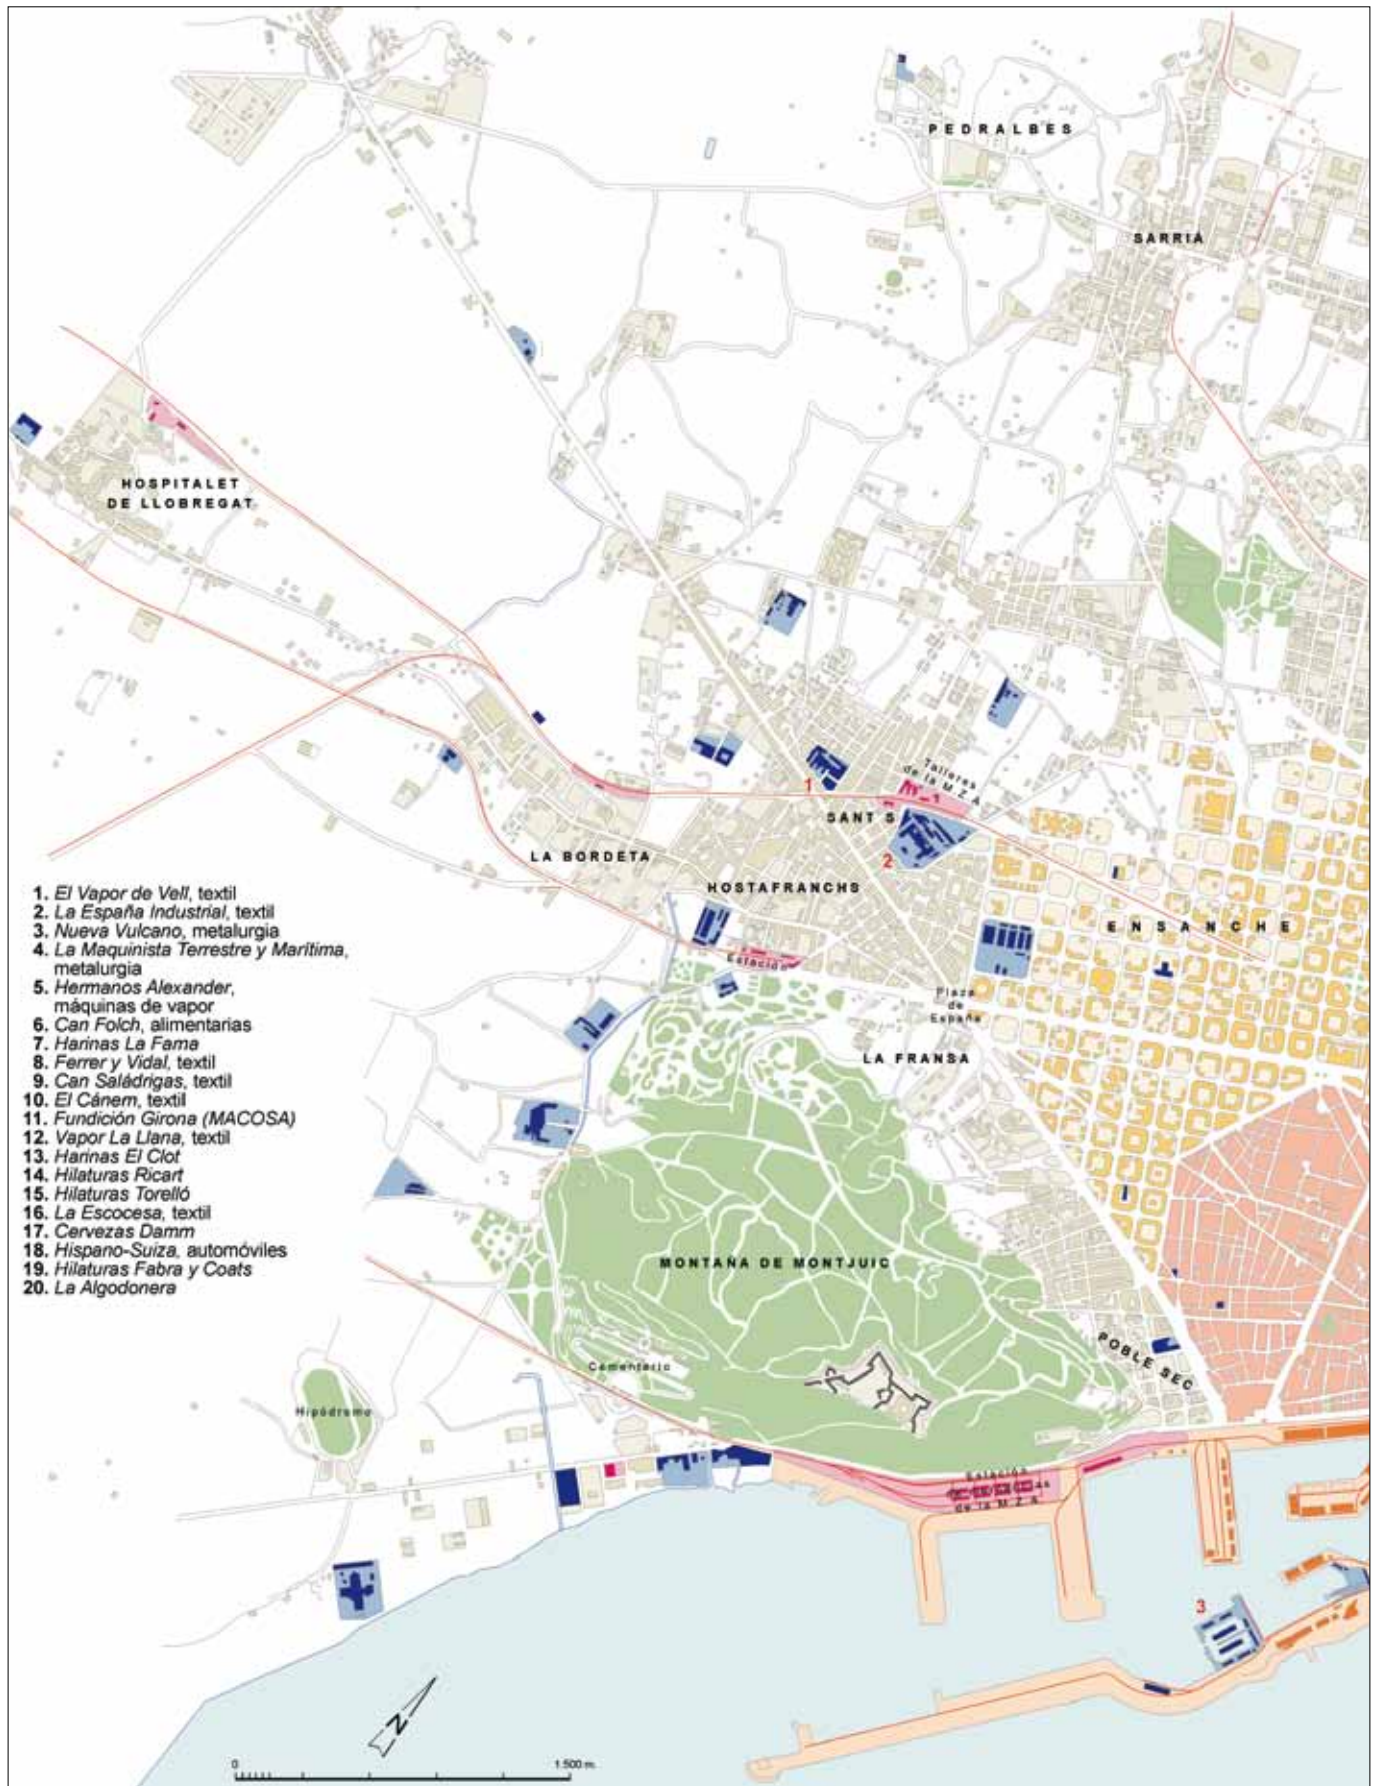 PEDRALBES
SARRIÀ
HOSPITALET
DE LLOBREGAT
Talleres
de la M.Z.A.
1
SANTS
2
LA BORDETA
HOSTAFRANCHS
ENSANCHE
Estación
Plaza
de
España
LA FRANSA
1. El Vapor de Vell, textil
2. La España Industrial, textil
3. Nueva Vulcano, metalurgia
4. La Maquinista Terrestre y Marítima,
metalurgia
5. Hermanos Alexander,
máquinas de vapor
6. Can Folch, alimentarias
7. Harinas La Fama
8. Ferrer y Vidal, textil
9. Can Saládrigas, textil
10. El Cánem, textil
11. Fundición Girona (MACOSA)
12. Vapor La Llana, textil
13. Harinas El Clot
14. Hilaturas Ricart
15. Hilaturas Torelló
16. La Escocesa, textil
17. Cervezas Damm
18. Hispano-Suiza, automóviles
19. Hilaturas Fabra y Coats
20. La Algodonera
MONTAÑA DE MONTJUIC
POBLE SEC
Cementerio
Hipódromo
Estación
de la M.Z.A.
3
N
0 1.500 m.